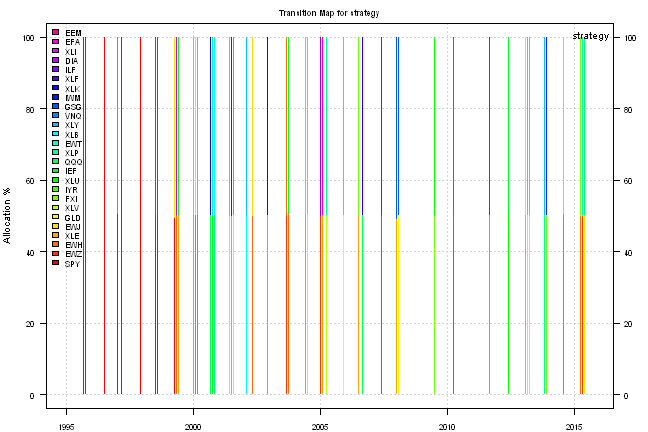 Transition Map for strategy
strategy
EEM
EFA
XLI
DIA
ILF
XLF
XLK
IWM
GSG
VNQ
XLY
XLB
EWT
XLP
QQQ
IEF
XLU
IYR
FXI
XLV
GLD
EWJ
XLE
EWH
EWZ
SPY
Allocation %
100
80
60
40
20
0
100
80
60
40
20
0
1995
2000
2005
2010
2015